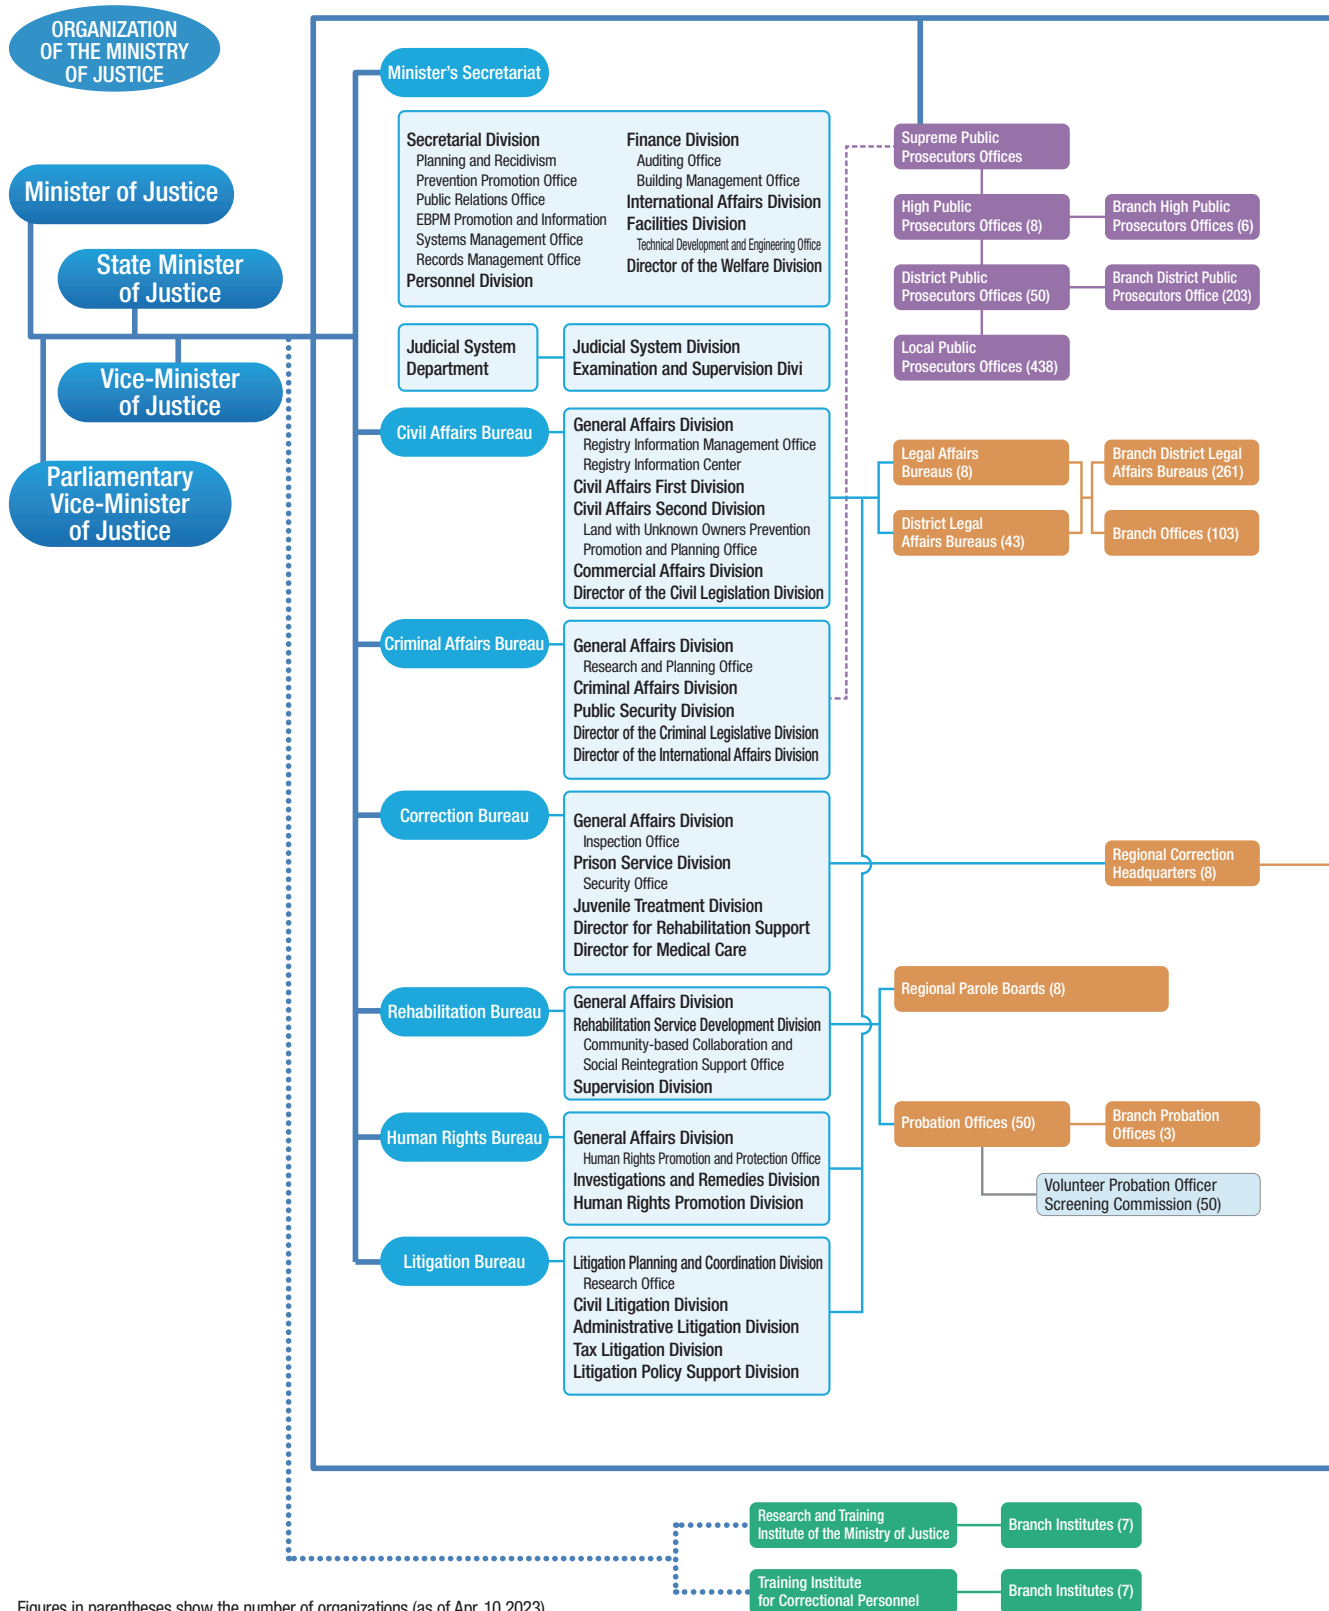 ORGANIZATION
OF THE MINISTRY
OF JUSTICE
Minister of Justice
State Minister
of Justice
Vice-Minister
of Justice
Parliamentary
Vice-Minister
of Justice
Minister's Secretariat
Secretarial Division
Planning and Recidivism
Prevention Promotion Office
Public Relations Office
EBPM Promotion and Information
Systems Management Office
Records Management Office
Personnel Division
Finance Division
Auditing Office
Building Management Office
International Affairs Division
Facilities Division
Technical Development and Engineering Office
Director of the Welfare Division
Judicial System
Department
Judicial System Division
Examination and Supervision Divi
Civil Affairs Bureau
General Affairs Division
Registry Information Management Office
Registry Information Center
Civil Affairs First Division
Civil Affairs Second Division
Land with Unknown Owners Prevention
Promotion and Planning Office
Commercial Affairs Division
Director of the Civil Legislation Division
Criminal Affairs Bureau
General Affairs Division
Research and Planning Office
Criminal Affairs Division
Public Security Division
Director of the Criminal Legislative Division
Director of the International Affairs Division
Correction Bureau
General Affairs Division
Inspection Office
Prison Service Division
Security Office
Juvenile Treatment Division
Director for Rehabilitation Support
Director for Medical Care
Rehabilitation Bureau
General Affairs Division
Rehabilitation Service Development Division
Community-based Collaboration and
Social Reintegration Support Office
Supervision Division
Human Rights Bureau
General Affairs Division
Human Rights Promotion and Protection Office
Investigations and Remedies Division
Human Rights Promotion Division
Litigation Bureau
Litigation Planning and Coordination Division
Research Office
Civil Litigation Division
Administrative Litigation Division
Tax Litigation Division
Litigation Policy Support Division
Supreme Public
Prosecutors Offices
High Public
Prosecutors Offices (8)
Branch High Public
Prosecutors Offices (6)
District Public
Prosecutors Offices (50)
Branch District Public
Prosecutors Office (203)
Local Public
Prosecutors Offices (438)
Legal Affairs
Bureaus (8)
Branch District Legal
Affairs Bureaus (261)
District Legal
Affairs Bureaus (43)
Branch Offices (103)
Regional Correction
Headquarters (8)
Regional Parole Boards (8)
Probation Offices (50)
Branch Probation
Offices (3)
Volunteer Probation Officer
Screening Commission (50)
Research and Training
Institute of the Ministry of Justice
Branch Institutes (7)
Training Institute
for Correctional Personnel
Branch Institutes (7)
Figures in parentheses show the number of organizations (as of Apr. 10,2023)